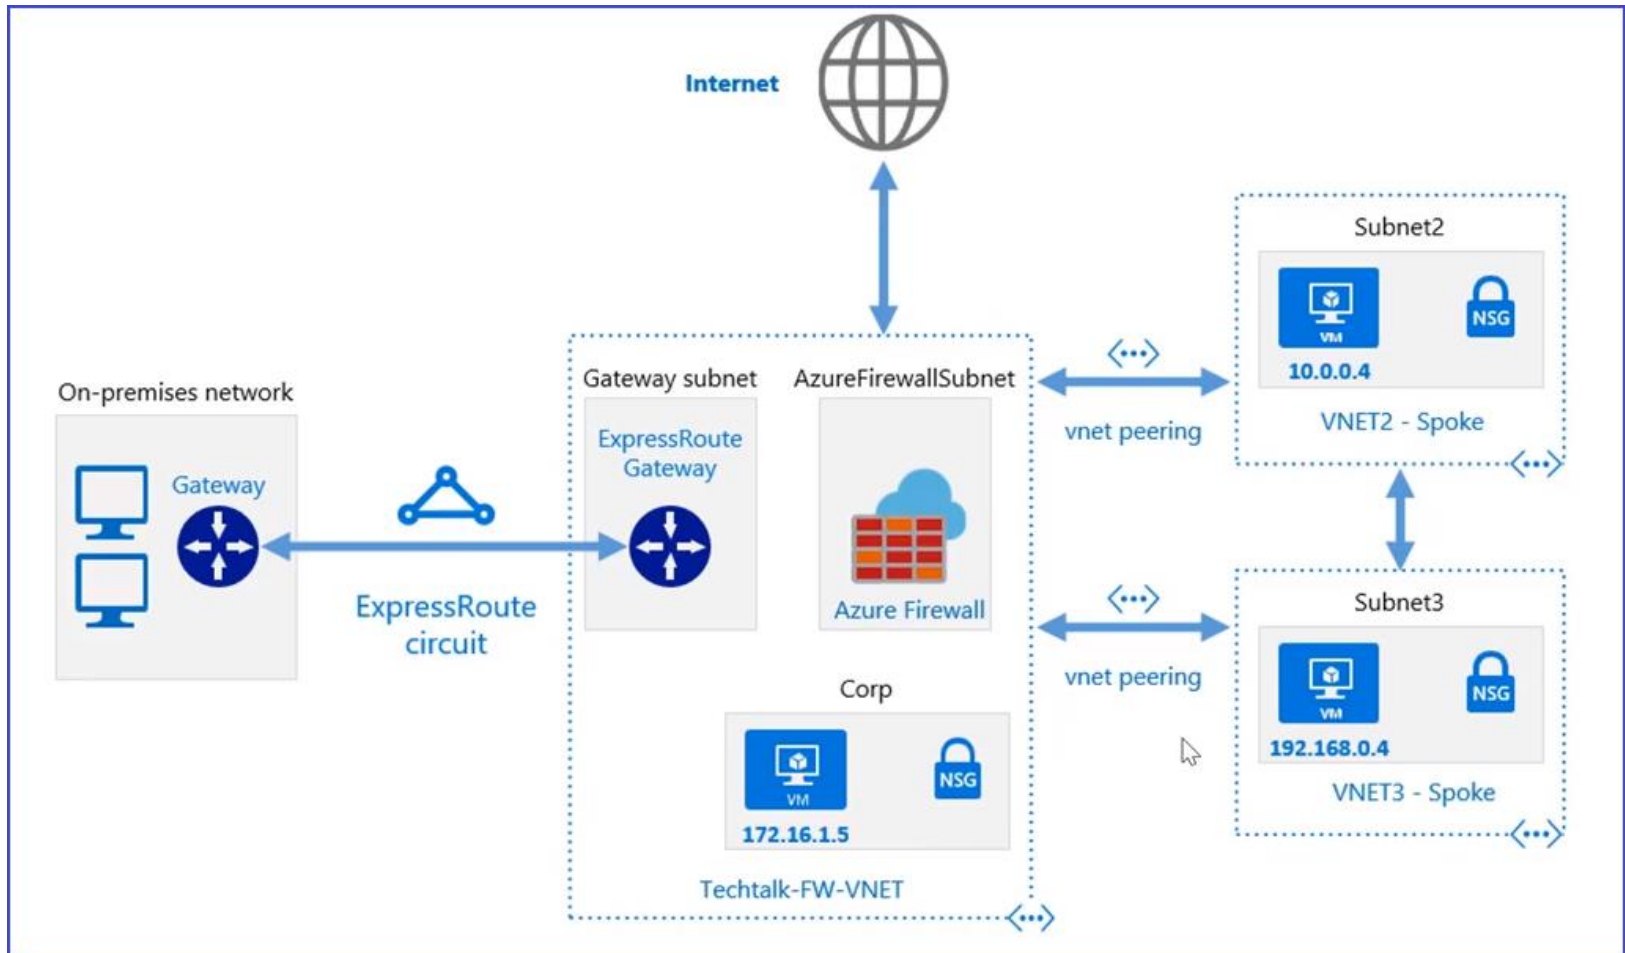 Internet
Subnet2
VM
NSG
10.0.0.4
VNET2 - Spoke
vnet peering
On-premises network
Gateway
ExpressRoute
circuit
Gateway subnet
ExpressRoute
Gateway
AzureFirewallSubnet
Azure Firewall
Corp
VM
NSG
172.16.1.5
Techtalk-FW-VNET
vnet peering
Subnet3
VM
NSG
192.168.0.4
VNET3 - Spoke